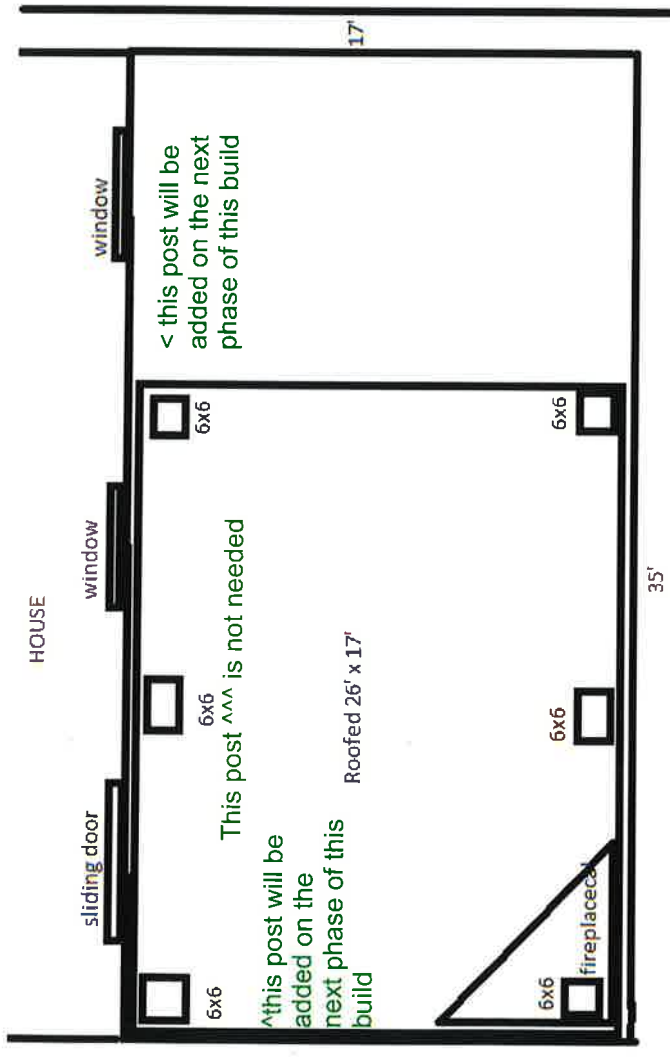 HOUSE
sliding door
window
window
6x6
6x6
6x6
< this post will be
added on the next
phase of this build
This post ^^^ is not needed
^this post will be
added on the
next phase of this
build
Roofed 26' x 17'
17'
6x6
fireplacecal
6x6
6x6
35'